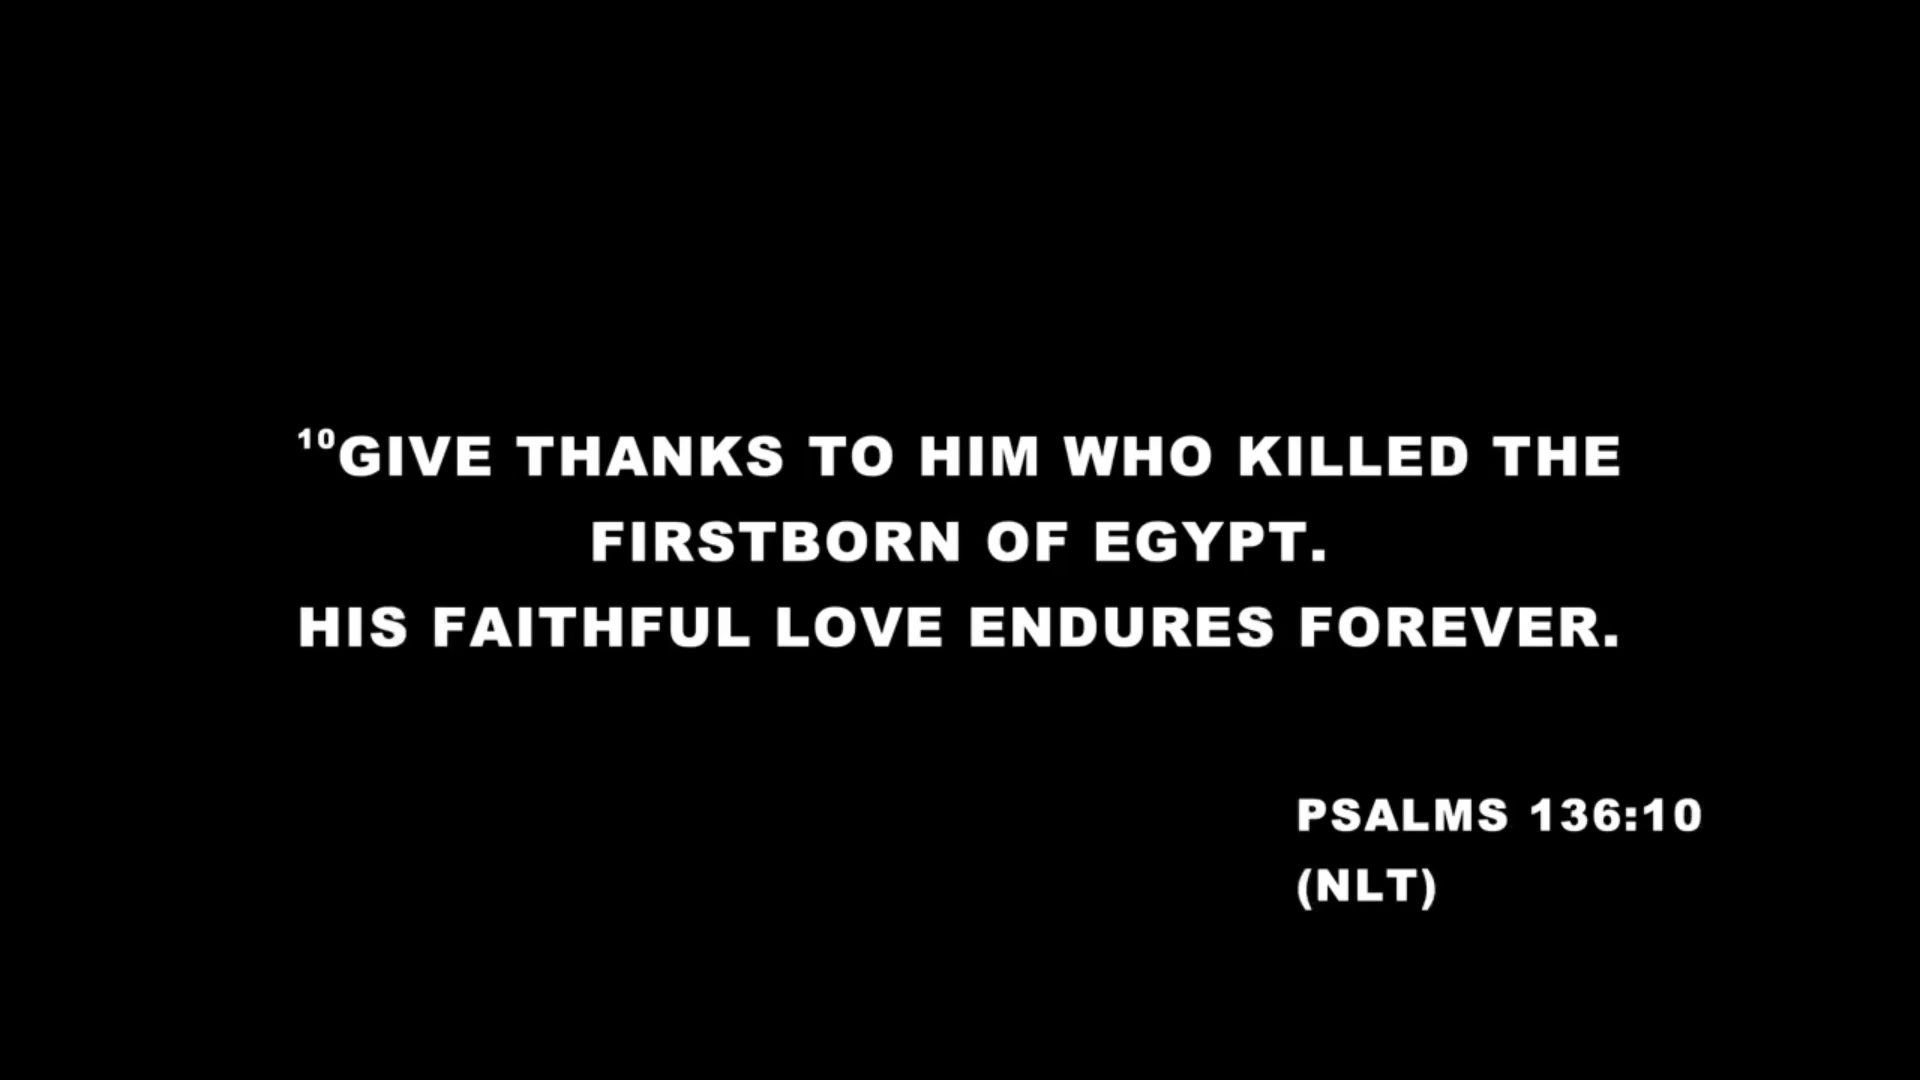 ¹⁰GIVE THANKS TO HIM WHO KILLED THE
FIRSTBORN OF EGYPT.
HIS FAITHFUL LOVE ENDURES FOREVER.
PSALMS 136:10
(NLT)